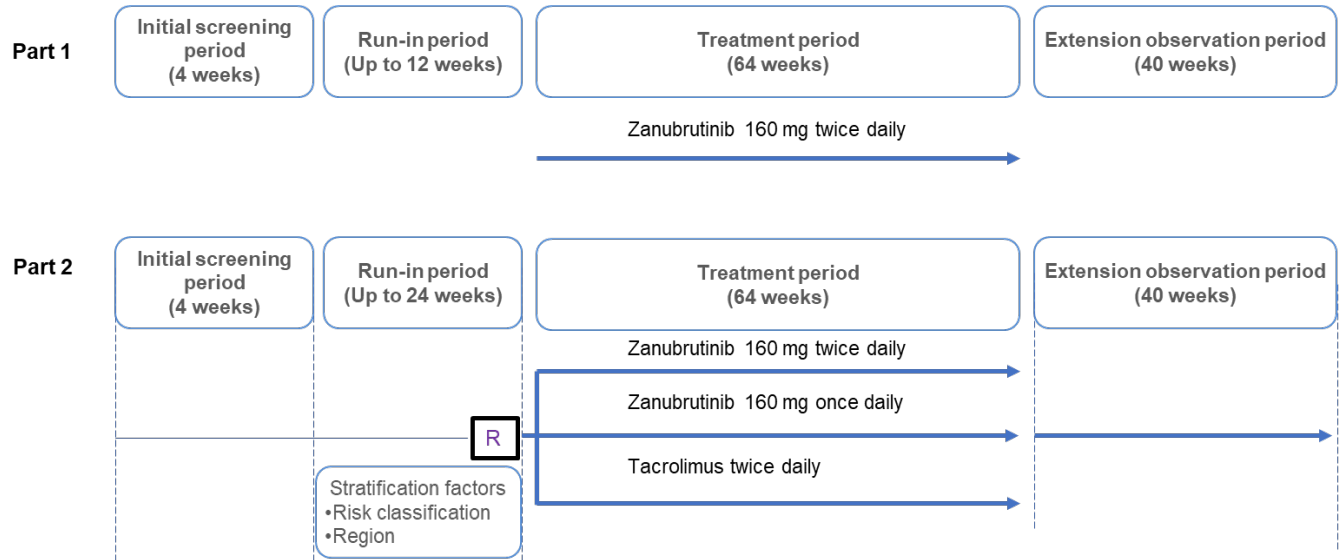 Part 1
Initial screening
period
(4 weeks)
Run-in period
(Up to 12 weeks)
Treatment period
(64 weeks)
Extension observation period
(40 weeks)
Zanubrutinib 160 mg twice daily
Part 2
Initial screening
period
(4 weeks)
Run-in period
(Up to 24 weeks)
Treatment period
(64 weeks)
Extension observation period
(40 weeks)
Zanubrutinib 160 mg twice daily
Zanubrutinib 160 mg once daily
R
Tacrolimus twice daily
Stratification factors
•Risk classification
•Region